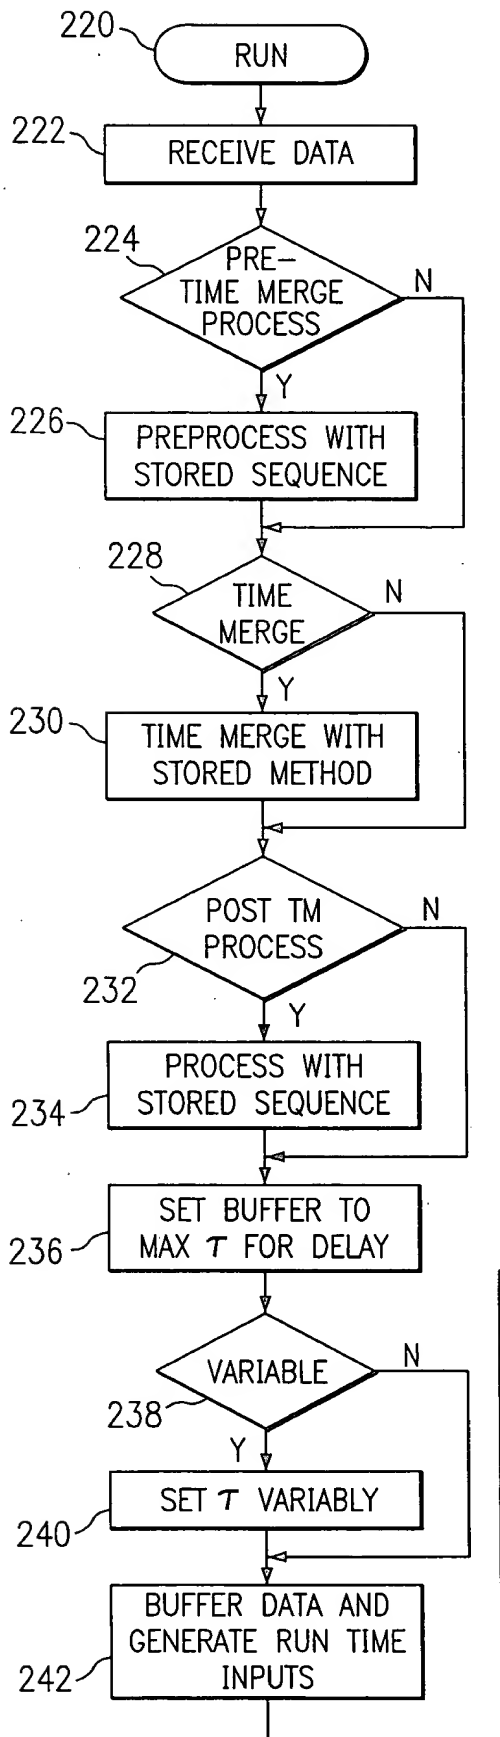 220
RUN
222
RECEIVE DATA
224
PRE-
TIME MERGE
PROCESS
N
Y
226
PREPROCESS WITH
STORED SEQUENCE
228
TIME
MERGE
N
Y
230
TIME MERGE WITH
STORED METHOD
POST TM
PROCESS
N
232
Y
PROCESS WITH
STORED SEQUENCE
234
SET BUFFER TO
MAX τ FOR DELAY
236
VARIABLE
N
238
Y
SET τ VARIABLY
240
BUFFER DATA AND
GENERATE RUN TIME
INPUTS
242